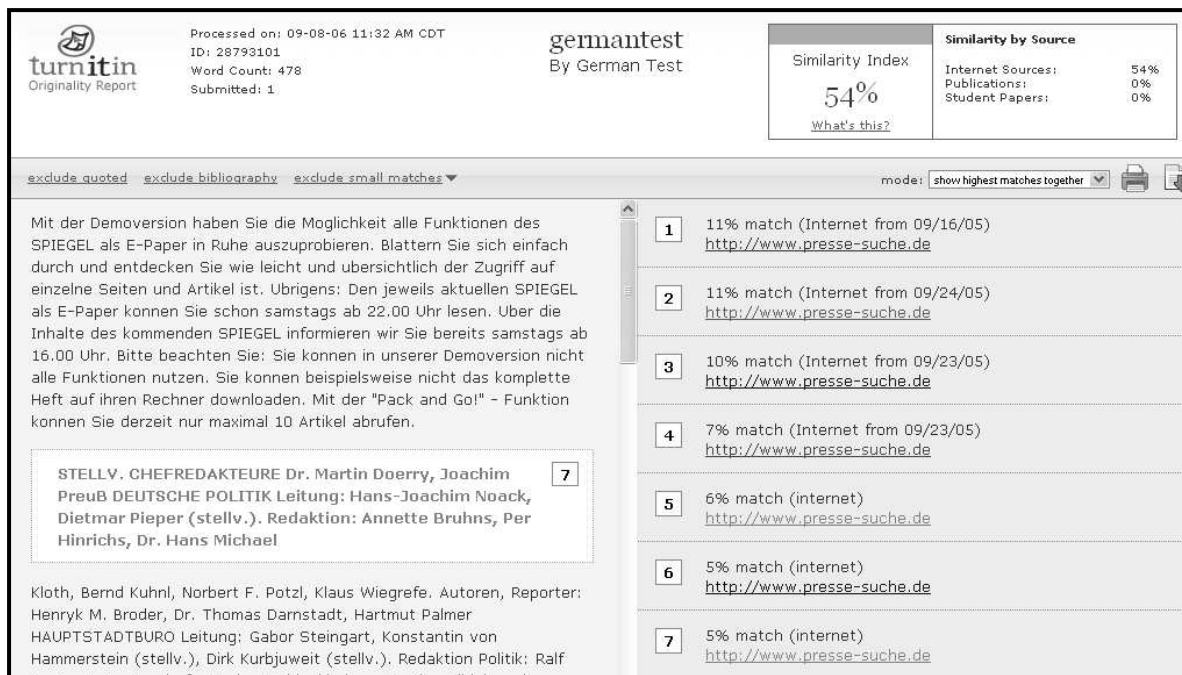 turnitin
Originality Report
Processed on: 09-08-06 11:32 AM CDT
ID: 28793101
Word Count: 478
Submitted: 1
germantest
By German Test
Similarity Index
54%
What's this?
Similarity by Source
Internet Sources: 54%
Publications: 0%
Student Papers: 0%
exclude quoted exclude bibliography exclude small matches
mode: show highest matches together
Mit der Demoversion haben Sie die Moglichkeit alle Funktionen des
SPIEGEL als E-Paper in Ruhe auszuprobieren. Blattern Sie sich einfach
durch und entdecken Sie wie leicht und ubersichtlich der Zugriff auf
einzelne Seiten und Artikel ist. Ubrigens: Den jeweils aktuellen SPIEGEL
als E-Paper konnen Sie schon samstags ab 22.00 Uhr lesen. Uber die
Inhalte des kommenden SPIEGEL informieren wir Sie bereits samstags ab
16.00 Uhr. Bitte beachten Sie: Sie konnen in unserer Demoversion nicht
alle Funktionen nutzen. Sie konnen beispielsweise nicht das komplette
Heft auf ihren Rechner downloaden. Mit der "Pack and Go!" - Funktion
konnen Sie derzeit nur maximal 10 Artikel abrufen.
STELLV. CHEFREDAKTEURE Dr. Martin Doerry, Joachim
7
Preuß DEUTSCHE POLITIK Leitung: Hans-Joachim Noack,
Dietmar Pieper (stellv.). Redaktion: Annette Bruhns, Per
Hinrichs, Dr. Hans Michael
Kloth, Bernd Kuhnl, Norbert F. Potzl, Klaus Wiegrefe. Autoren, Reporter:
Henryk M. Broder, Dr. Thomas Darnstadt, Hartmut Palmer
HAUPTSTADTBURO Leitung: Gabor Steingart, Konstantin von
Hammerstein (stellv.), Dirk Kurbjuweit (stellv.). Redaktion Politik: Ralf
1
11% match (Internet from 09/16/05)
http://www.presse-suche.de
2
11% match (Internet from 09/24/05)
http://www.presse-suche.de
3
10% match (Internet from 09/23/05)
http://www.presse-suche.de
4
7% match (Internet from 09/23/05)
http://www.presse-suche.de
5
6% match (internet)
http://www.presse-suche.de
6
5% match (internet)
http://www.presse-suche.de
7
5% match (internet)
http://www.presse-suche.de